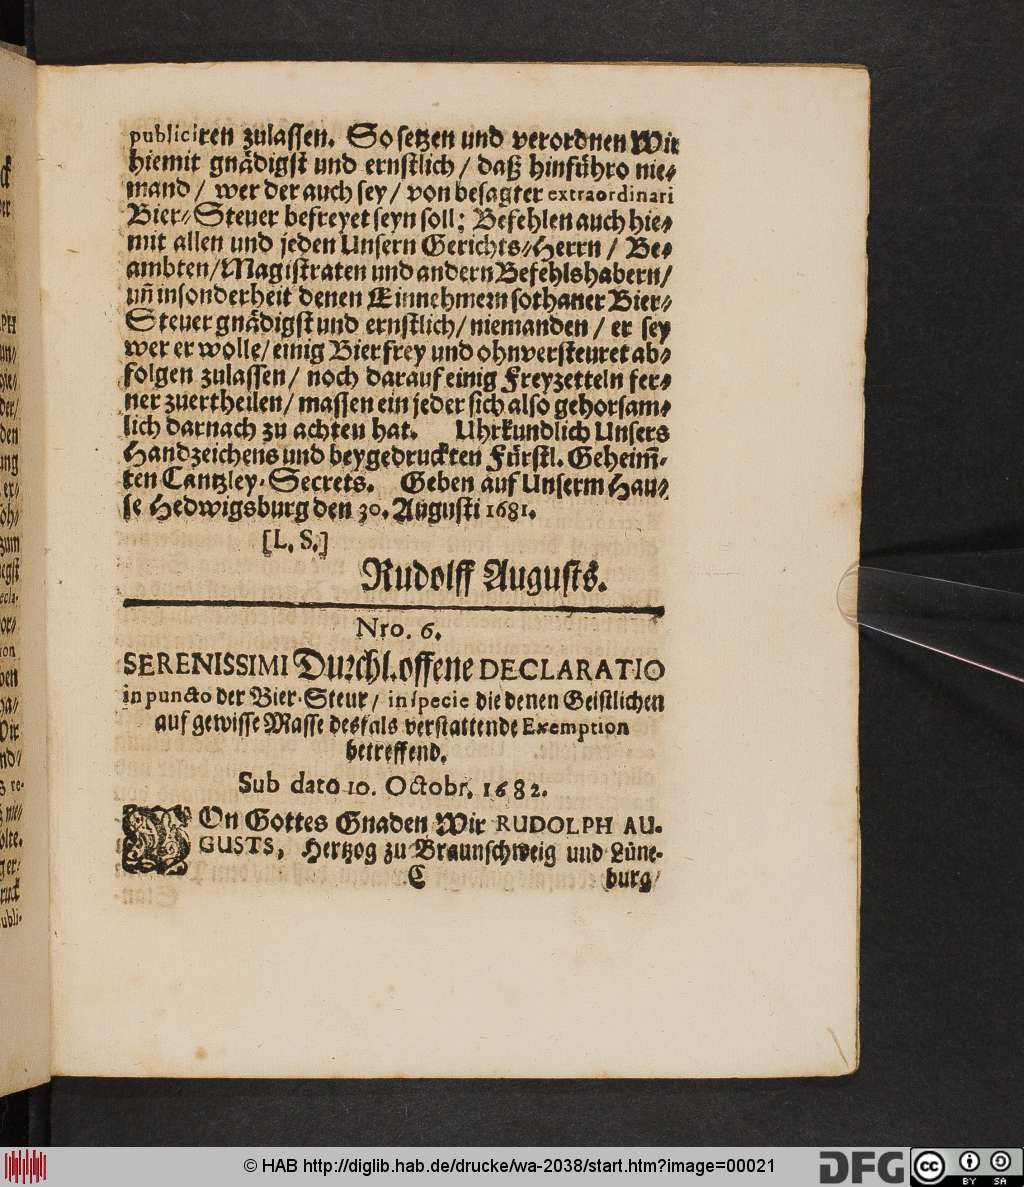 publiciren zulassen. So setzen und verordnen Wir
hiemit gnädigst und ernstlich / daß hinführo nie⸗
mand / wer der auch sey / von besagter extraordinari
Bier⸗Steuer befreyet seyn soll; Befehlen auch hie⸗
mit allen und jeden Unsern Gerichts⸗Herrn / Be⸗
ambten / Magistraten und andern Befehlshabern /
uñ insonderheit denen Einnehmern sothaner Bier⸗
Steuer gnädigst und ernstlich / niemanden / er sey
wer er wolle / einig Bier frey und ohnversteuret ab⸗
folgen zulassen / noch darauf einig Freyzetteln fer⸗
ner zuertheilen / massen ein jeder sich also gehorsam⸗
lich darnach zu achten hat. Uhrkundlich Unsers
Handzeichens und beygedruckten Fürstl. Geheim̃⸗
ten Cantzley⸗Secrets. Geben auf Unserm Hau⸗
se Hedwigsburg den 30. Augusti 1681.
[L. S.]
Rudolff Augusts.
Nro. 6.
SERENISSIMI Durchl. offene DECLARATIO
in puncto der Bier⸗Steur / in specie die denen Geistlichen
auf gewisse Masse desfals verstattende Exemption
betreffend.
Sub dato 10. Octobr. 1682.
VOn Gottes Gnaden Wir RUDOLPH AU⸗
GUSTS, Hertzog zu Braunschweig und Lüne⸗
C burg /
© HAB http://diglib.hab.de/drucke/wa-2038/start.htm?image=00021
DFG cc BY SA